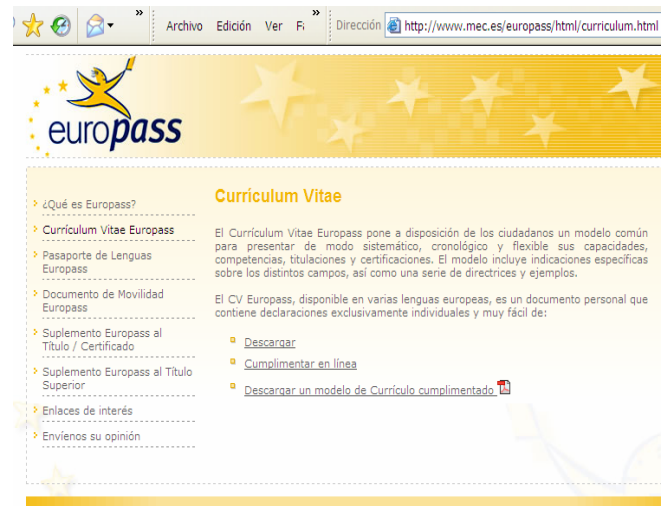 » Archivo Edición Ver Fi » Dirección http://www.mec.es/europass/html/curriculum.html
europass
¿Qué es Europass?
Currículum Vitae Europass
Pasaporte de Lenguas
Europass
Documento de Movilidad
Europass
Suplemento Europass al
Título / Certificado
Suplemento Europass al Título
Superior
Enlaces de interés
Envíenos su opinión
Curriculum Vitae
El Currículum Vitae Europass pone a disposición de los ciudadanos un modelo común
para presentar de modo sistemático, cronológico y flexible sus capacidades,
competencias, titulaciones y certificaciones. El modelo incluye indicaciones específicas
sobre los distintos campos, así como una serie de directrices y ejemplos.
El CV Europass, disponible en varias lenguas europeas, es un documento personal que
contiene declaraciones exclusivamente individuales y muy fácil de:
Descargar
Cumplimentar en línea
Descargar un modelo de Currículo cumplimentado